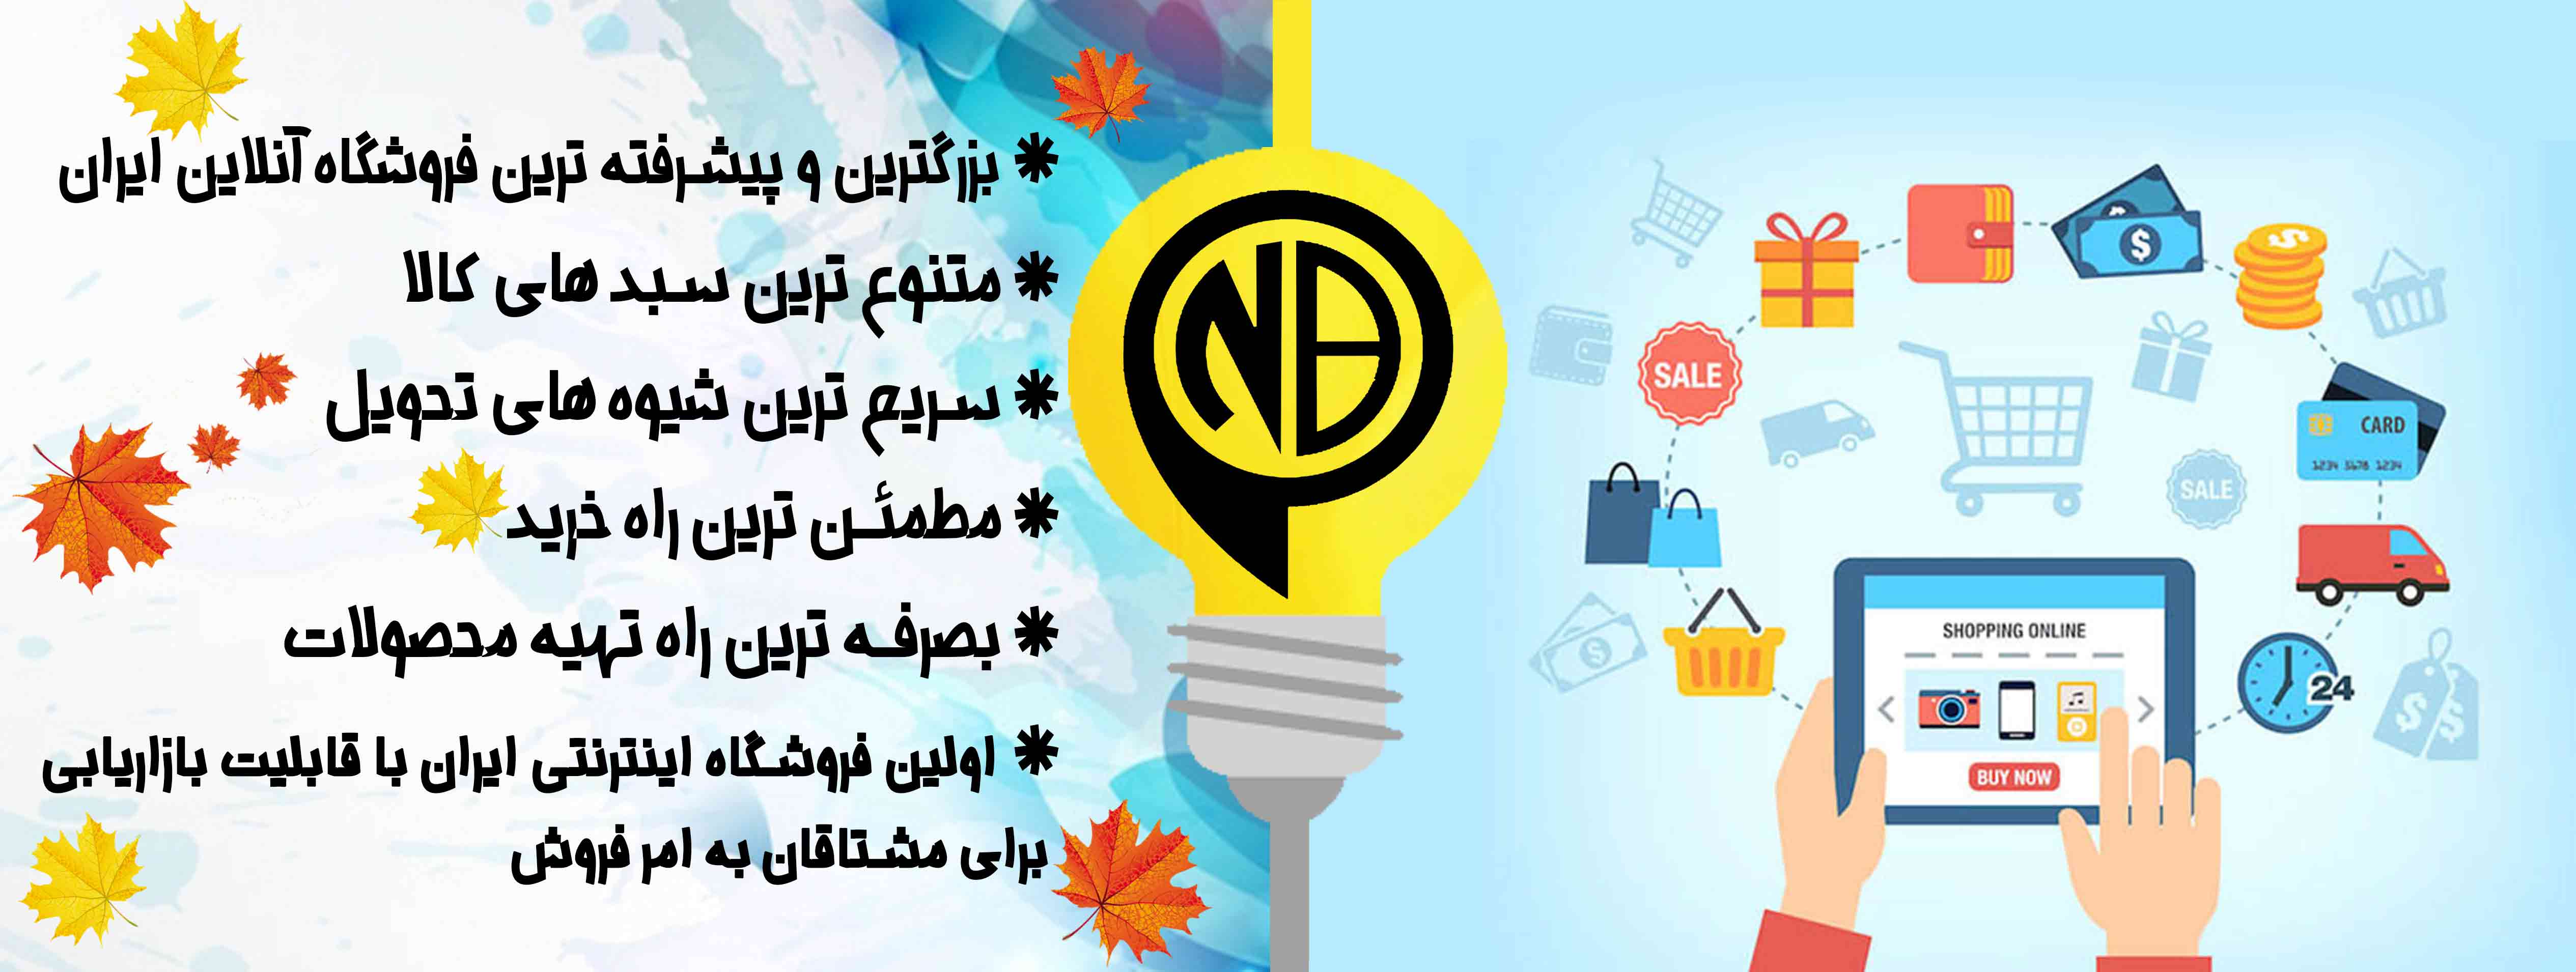 * بزرگترین و پیشرفته ترین فروشگاه آنلاین ایران
* متنوع ترین سبد های کالا
* سریع ترین شیوه های تحویل
* مطمئن ترین راه خرید
* بصرفه ترین راه تهیه محصولات
* اولین فروشگاه اینترنتی ایران با قابلیت بازاریابی
برای مشتاقان به امر فروش
NB
SALE
CARD
1234 5678 1234
SALE
SHOPPING ONLINE
24
BUY NOW